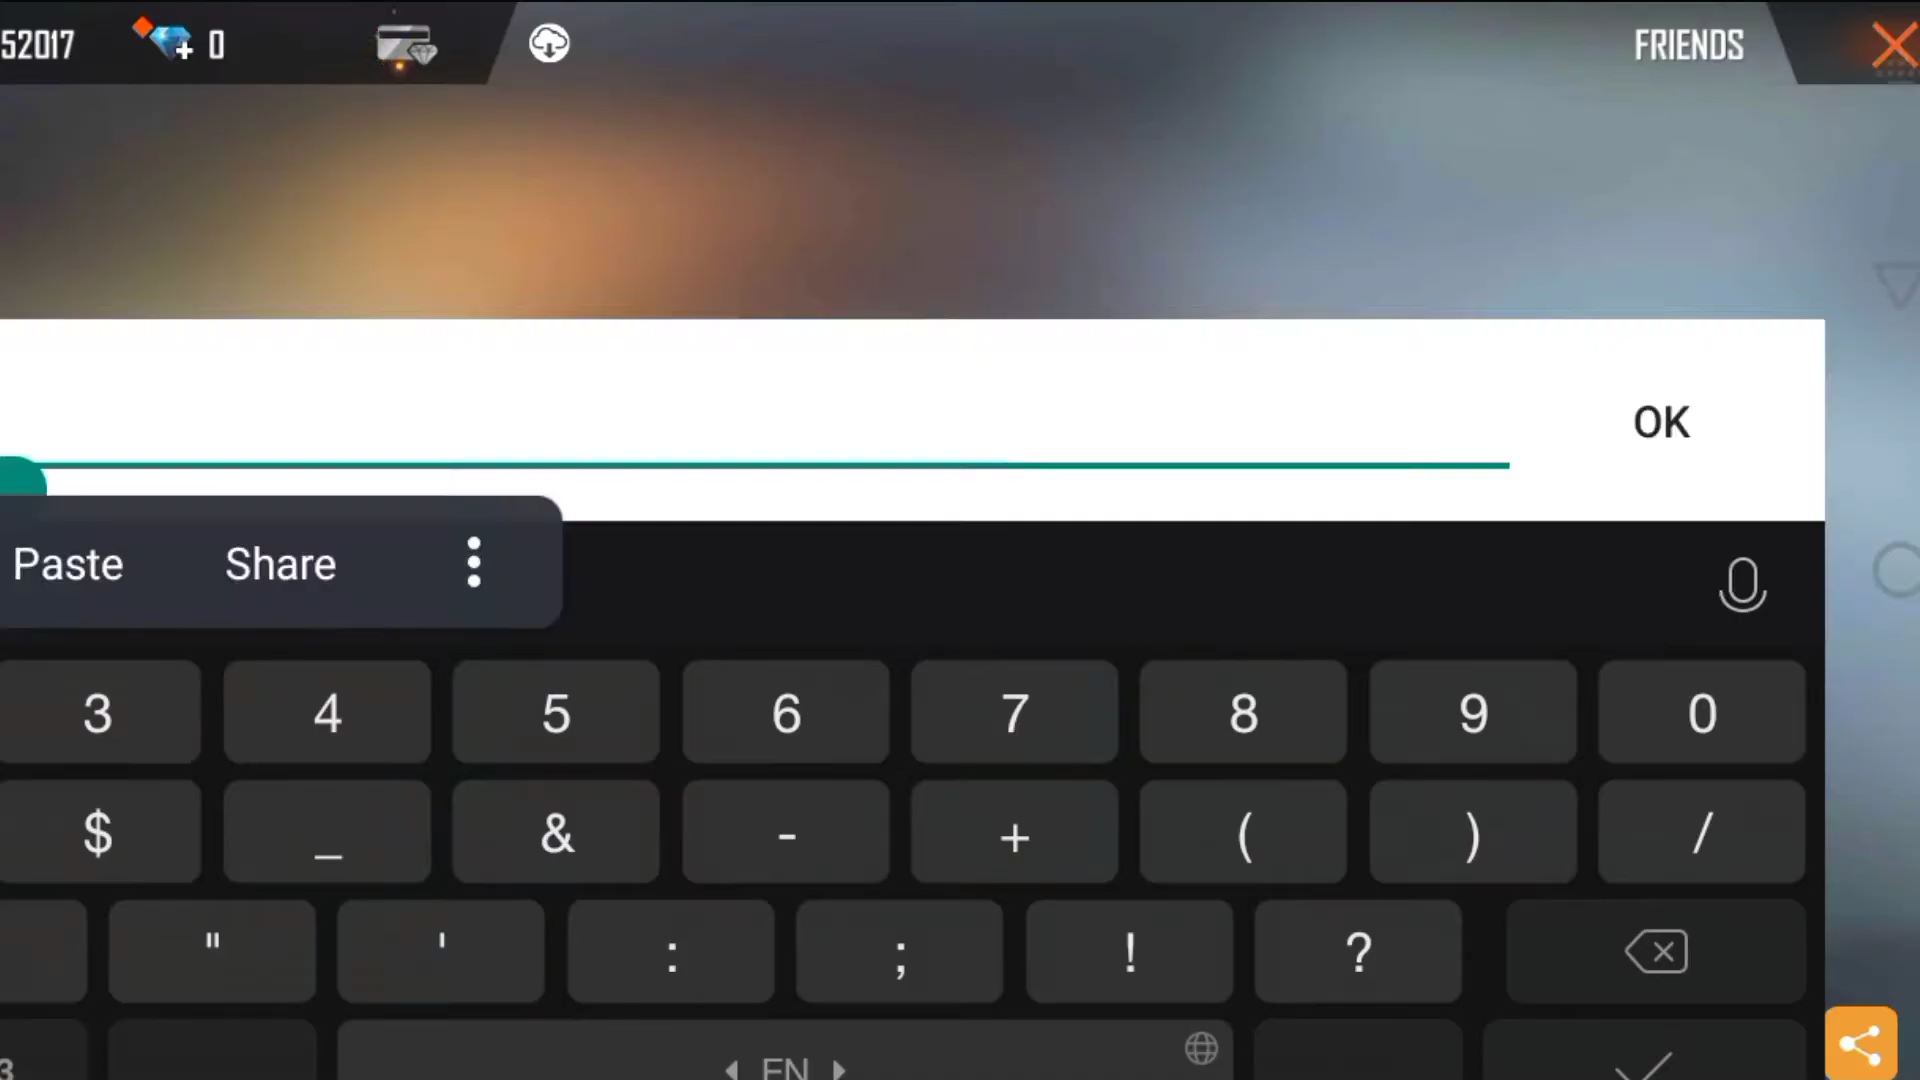 52017
0
FRIENDS
OK
Paste Share
3 4 5 6 7 8 9 0
$ _ & - + ( ) /
" ' : ; ! ?
EN